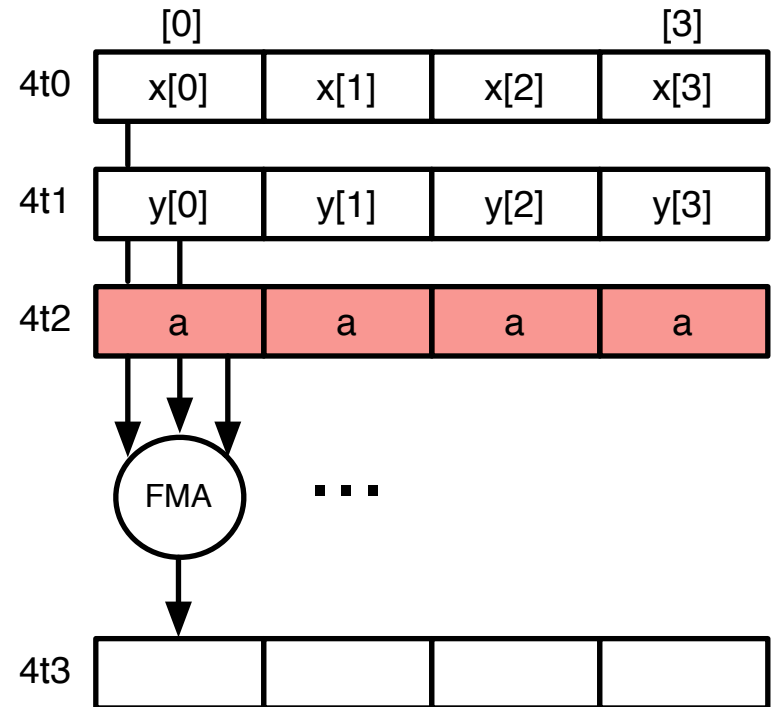 [0] [3]
4t0 x[0] x[1] x[2] x[3]
4t1 y[0] y[1] y[2] y[3]
4t2 a a a a
FMA ...
4t3